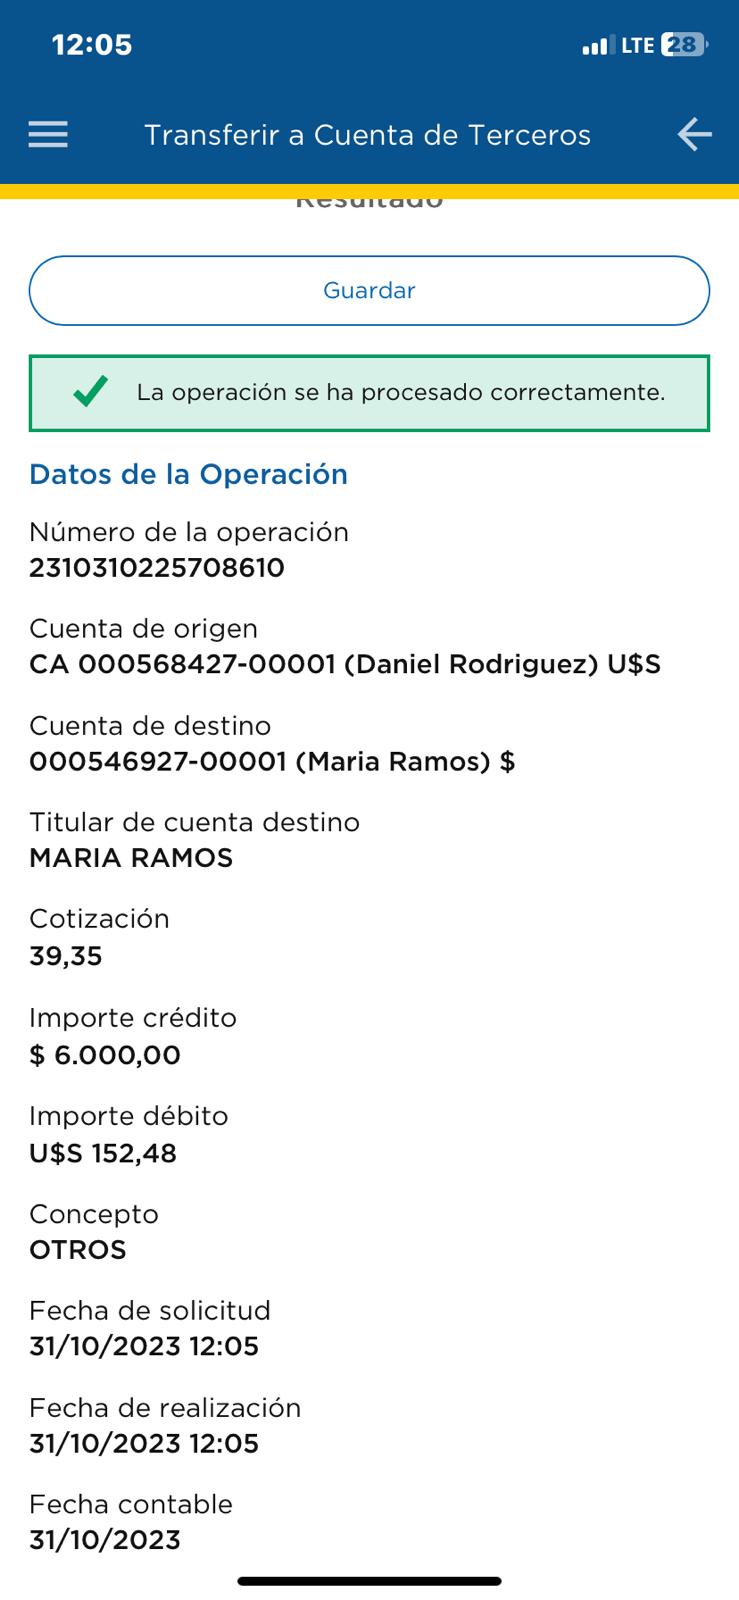 12:05
LTE 28
Transferir a Cuenta de Terceros
Resultado
Guardar
La operación se ha procesado correctamente.
Datos de la Operación
Número de la operación
2310310225708610
Cuenta de origen
CA 000568427-00001 (Daniel Rodriguez) U$S
Cuenta de destino
000546927-00001 (Maria Ramos) $
Titular de cuenta destino
MARIA RAMOS
Cotización
39,35
Importe crédito
$ 6.000,00
Importe débito
U$S 152,48
Concepto
OTROS
Fecha de solicitud
31/10/2023 12:05
Fecha de realización
31/10/2023 12:05
Fecha contable
31/10/2023